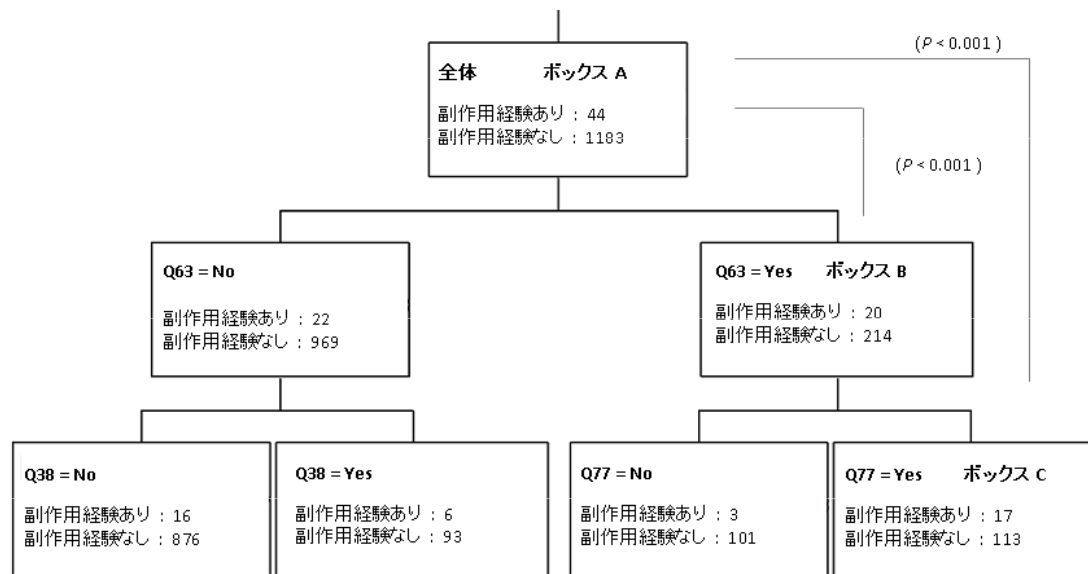 (P < 0.001)
全体 ボックス A
副作用経験あり : 44
副作用経験なし : 1183
(P < 0.001)
Q63 = No
副作用経験あり : 22
副作用経験なし : 969
Q63 = Yes ボックス B
副作用経験あり : 20
副作用経験なし : 214
Q38 = No
副作用経験あり : 16
副作用経験なし : 876
Q38 = Yes
副作用経験あり : 6
副作用経験なし : 93
Q77 = No
副作用経験あり : 3
副作用経験なし : 101
Q77 = Yes ボックス C
副作用経験あり : 17
副作用経験なし : 113